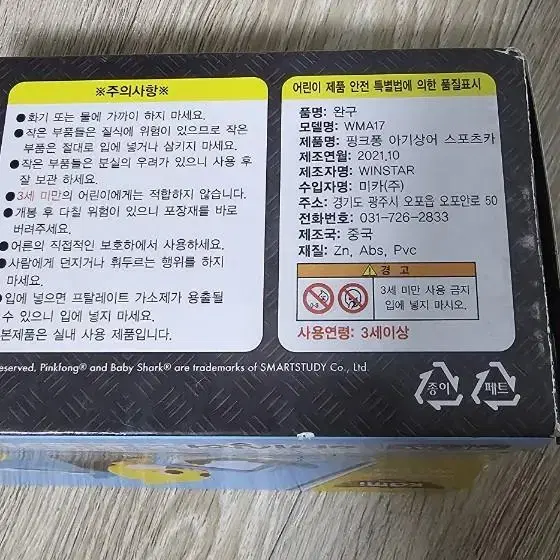 ※주의사항※
●화기 또는 물에 가까이 하지 마세요.
●작은 부품들은 질식에 위험이 있으므로 작은
부품은 절대로 입에 넣거나 삼키지 마세요.
●작은 부품들은 분실의 우려가 있으니 사용 후
잘 보관 하세요.
●3세 미만의 어린이에게는 적합하지 않습니다.
●개봉 후 다칠 위험이 있으니 포장재를 바로
버려주세요.
●어른의 직접적인 보호하에서 사용하세요.
●사람에게 던지거나 휘두르는 행위를 하지
마세요.
●입에 넣으면 프탈레이트 가소제가 용출될
수 있으니 입에 넣지 마세요.
본제품은 실내 사용 제품입니다.
어린이 제품 안전 특별법에 의한 품질표시
품명: 완구
모델명: WMA17
제품명: 핑크퐁 아기상어 스포츠카
제조연월: 2021.10
제조자명: WINSTAR
수입자명: 미카(주)
주소: 경기도 광주시 오포읍 오포안로 50
전화번호: 031-726-2833
제조국: 중국
재질: Zn, Abs, Pvc
경 고
0-3
3세 미만 사용 금지
입에 넣지 마시오.
사용연령: 3세이상
eserved. Pinkfong® and Baby Shark® are trademarks of SMARTSTUDY Co., Ltd.
종이
페트